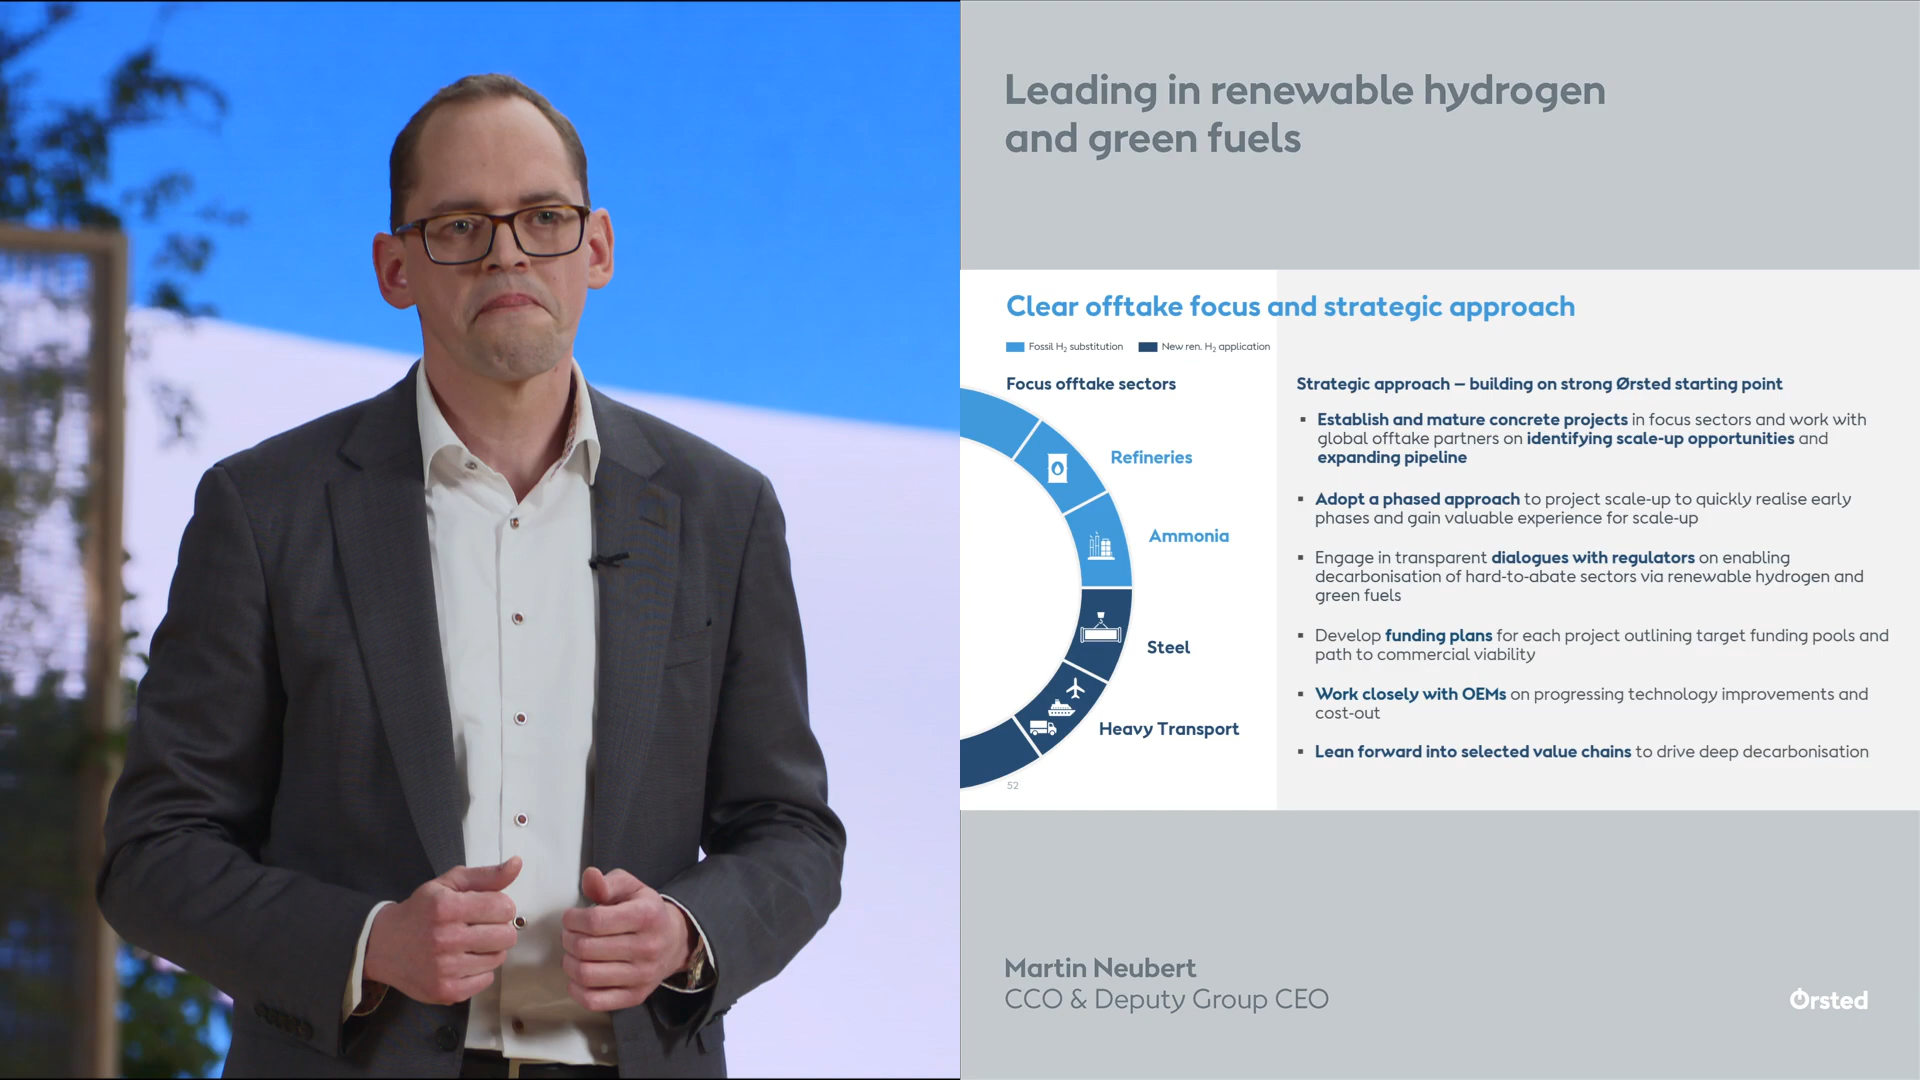 Leading in renewable hydrogen
and green fuels
Clear offtake focus and strategic approach
Fossil H₂ substitution
New ren. H₂ application
Focus offtake sectors
Refineries
Ammonia
Steel
Heavy Transport
52
Strategic approach – building on strong Ørsted starting point
▪ Establish and mature concrete projects in focus sectors and work with
global offtake partners on identifying scale-up opportunities and
expanding pipeline
▪ Adopt a phased approach to project scale-up to quickly realise early
phases and gain valuable experience for scale-up
▪ Engage in transparent dialogues with regulators on enabling
decarbonisation of hard-to-abate sectors via renewable hydrogen and
green fuels
▪ Develop funding plans for each project outlining target funding pools and
path to commercial viability
▪ Work closely with OEMs on progressing technology improvements and
cost-out
▪ Lean forward into selected value chains to drive deep decarbonisation
Martin Neubert
CCO & Deputy Group CEO
Ørsted